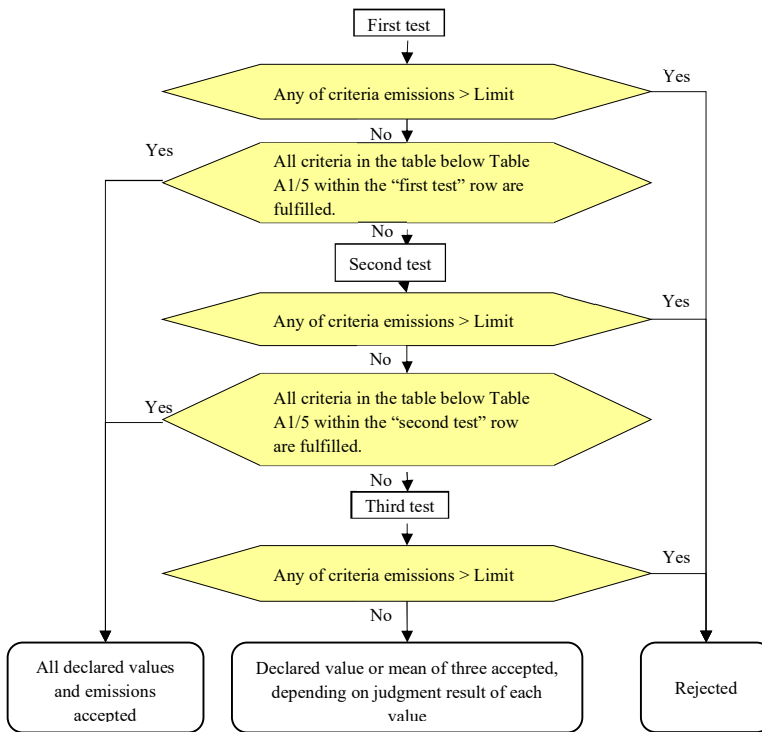 First test
Any of criteria emissions > Limit
Yes
No
Yes
All criteria in the table below Table
A1/5 within the “first test” row are
fulfilled.
No
Second test
Any of criteria emissions > Limit
Yes
No
Yes
All criteria in the table below Table
A1/5 within the “second test” row
are fulfilled.
No
Third test
Any of criteria emissions > Limit
Yes
No
All declared values
and emissions
accepted
Declared value or mean of three accepted,
depending on judgment result of each
value
Rejected